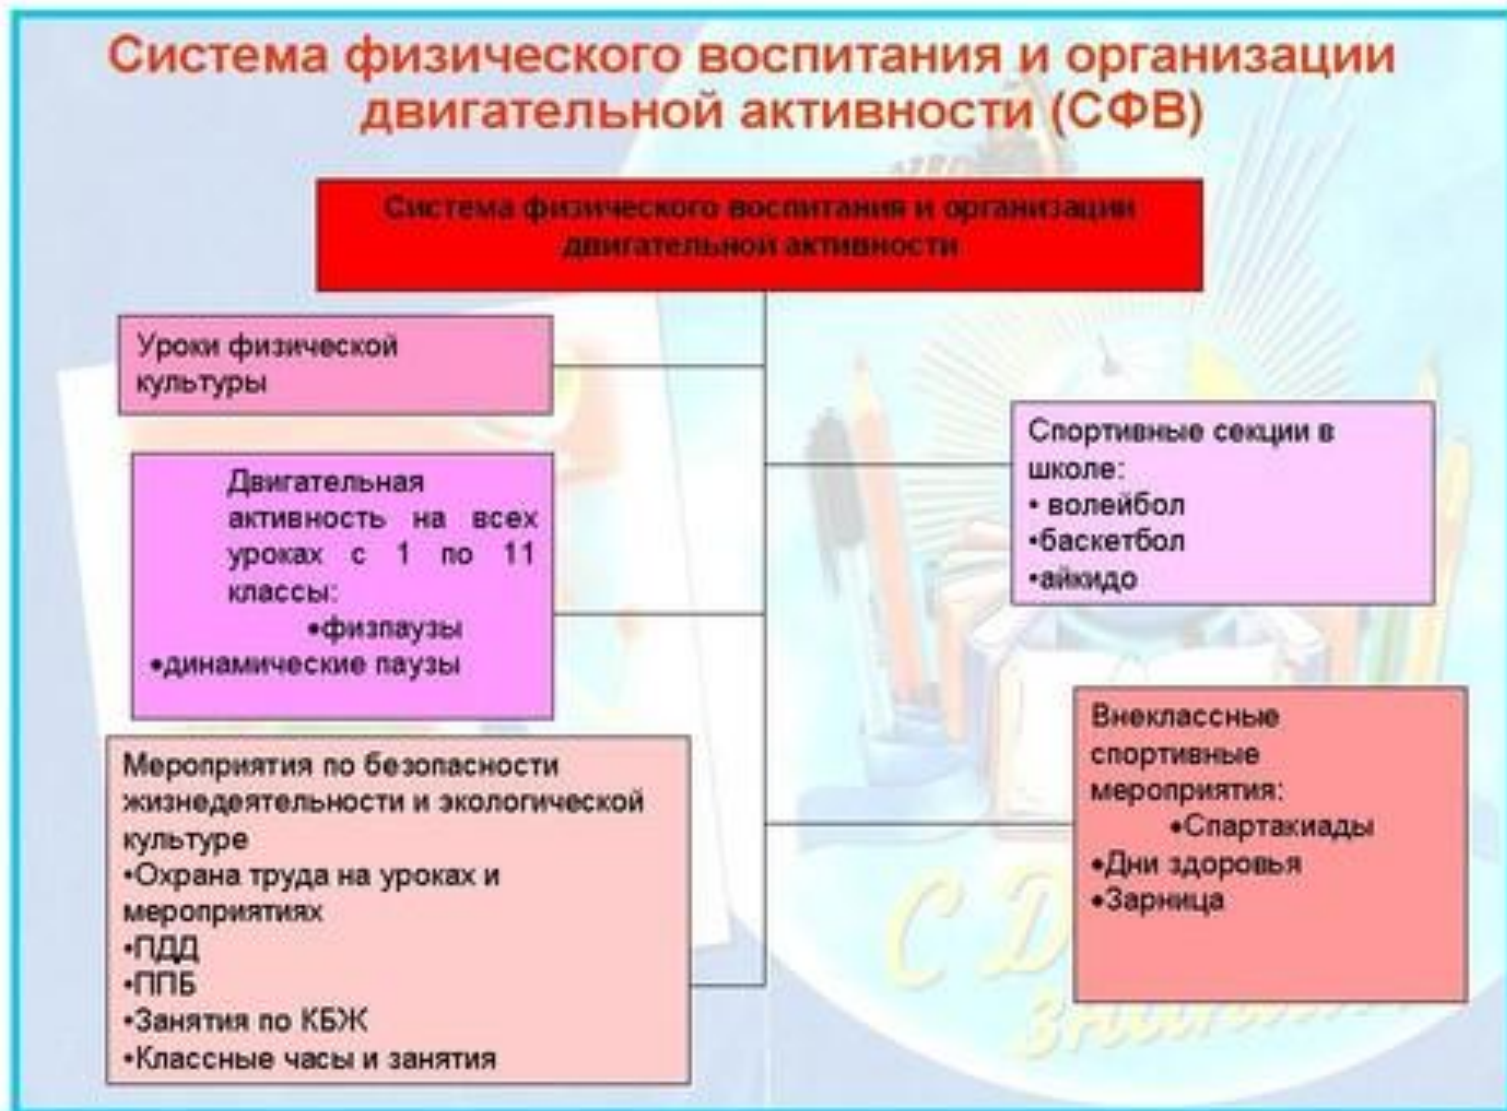 Система физического воспитания и организации
двигательной активности (СФВ)
Система физического воспитания и организации
двигательной активности
Уроки физической
культуры
Двигательная
активность на всех
уроках с 1 по 11
классы:
•физпаузы
•динамические паузы
Мероприятия по безопасности
жизнедеятельности и экологической
культуре
•Охрана труда на уроках и
мероприятиях
•ПДД
•ППБ
•Занятия по КБЖ
•Классные часы и занятия
Спортивные секции в
школе:
• волейбол
•баскетбол
•айкидо
Внеклассные
спортивные
мероприятия:
•Спартакиады
•Дни здоровья
•Зарница